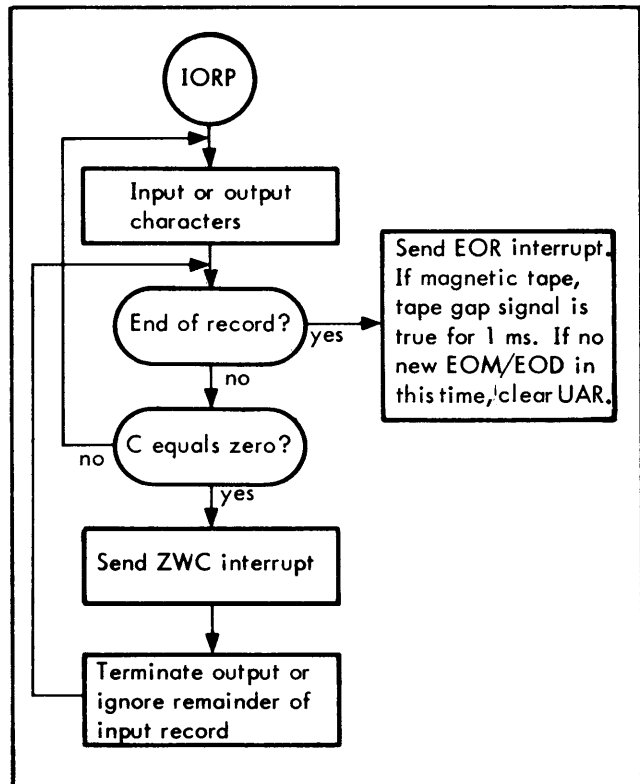 IORP
Input or output
characters
End of record?
yes
Send EOR interrupt.
If magnetic tape,
tape gap signal is
true for 1 ms. If no
new EOM/EOD in
this time, clear UAR.
no
C equals zero?
no
yes
Send ZWC interrupt
Terminate output or
ignore remainder of
input record